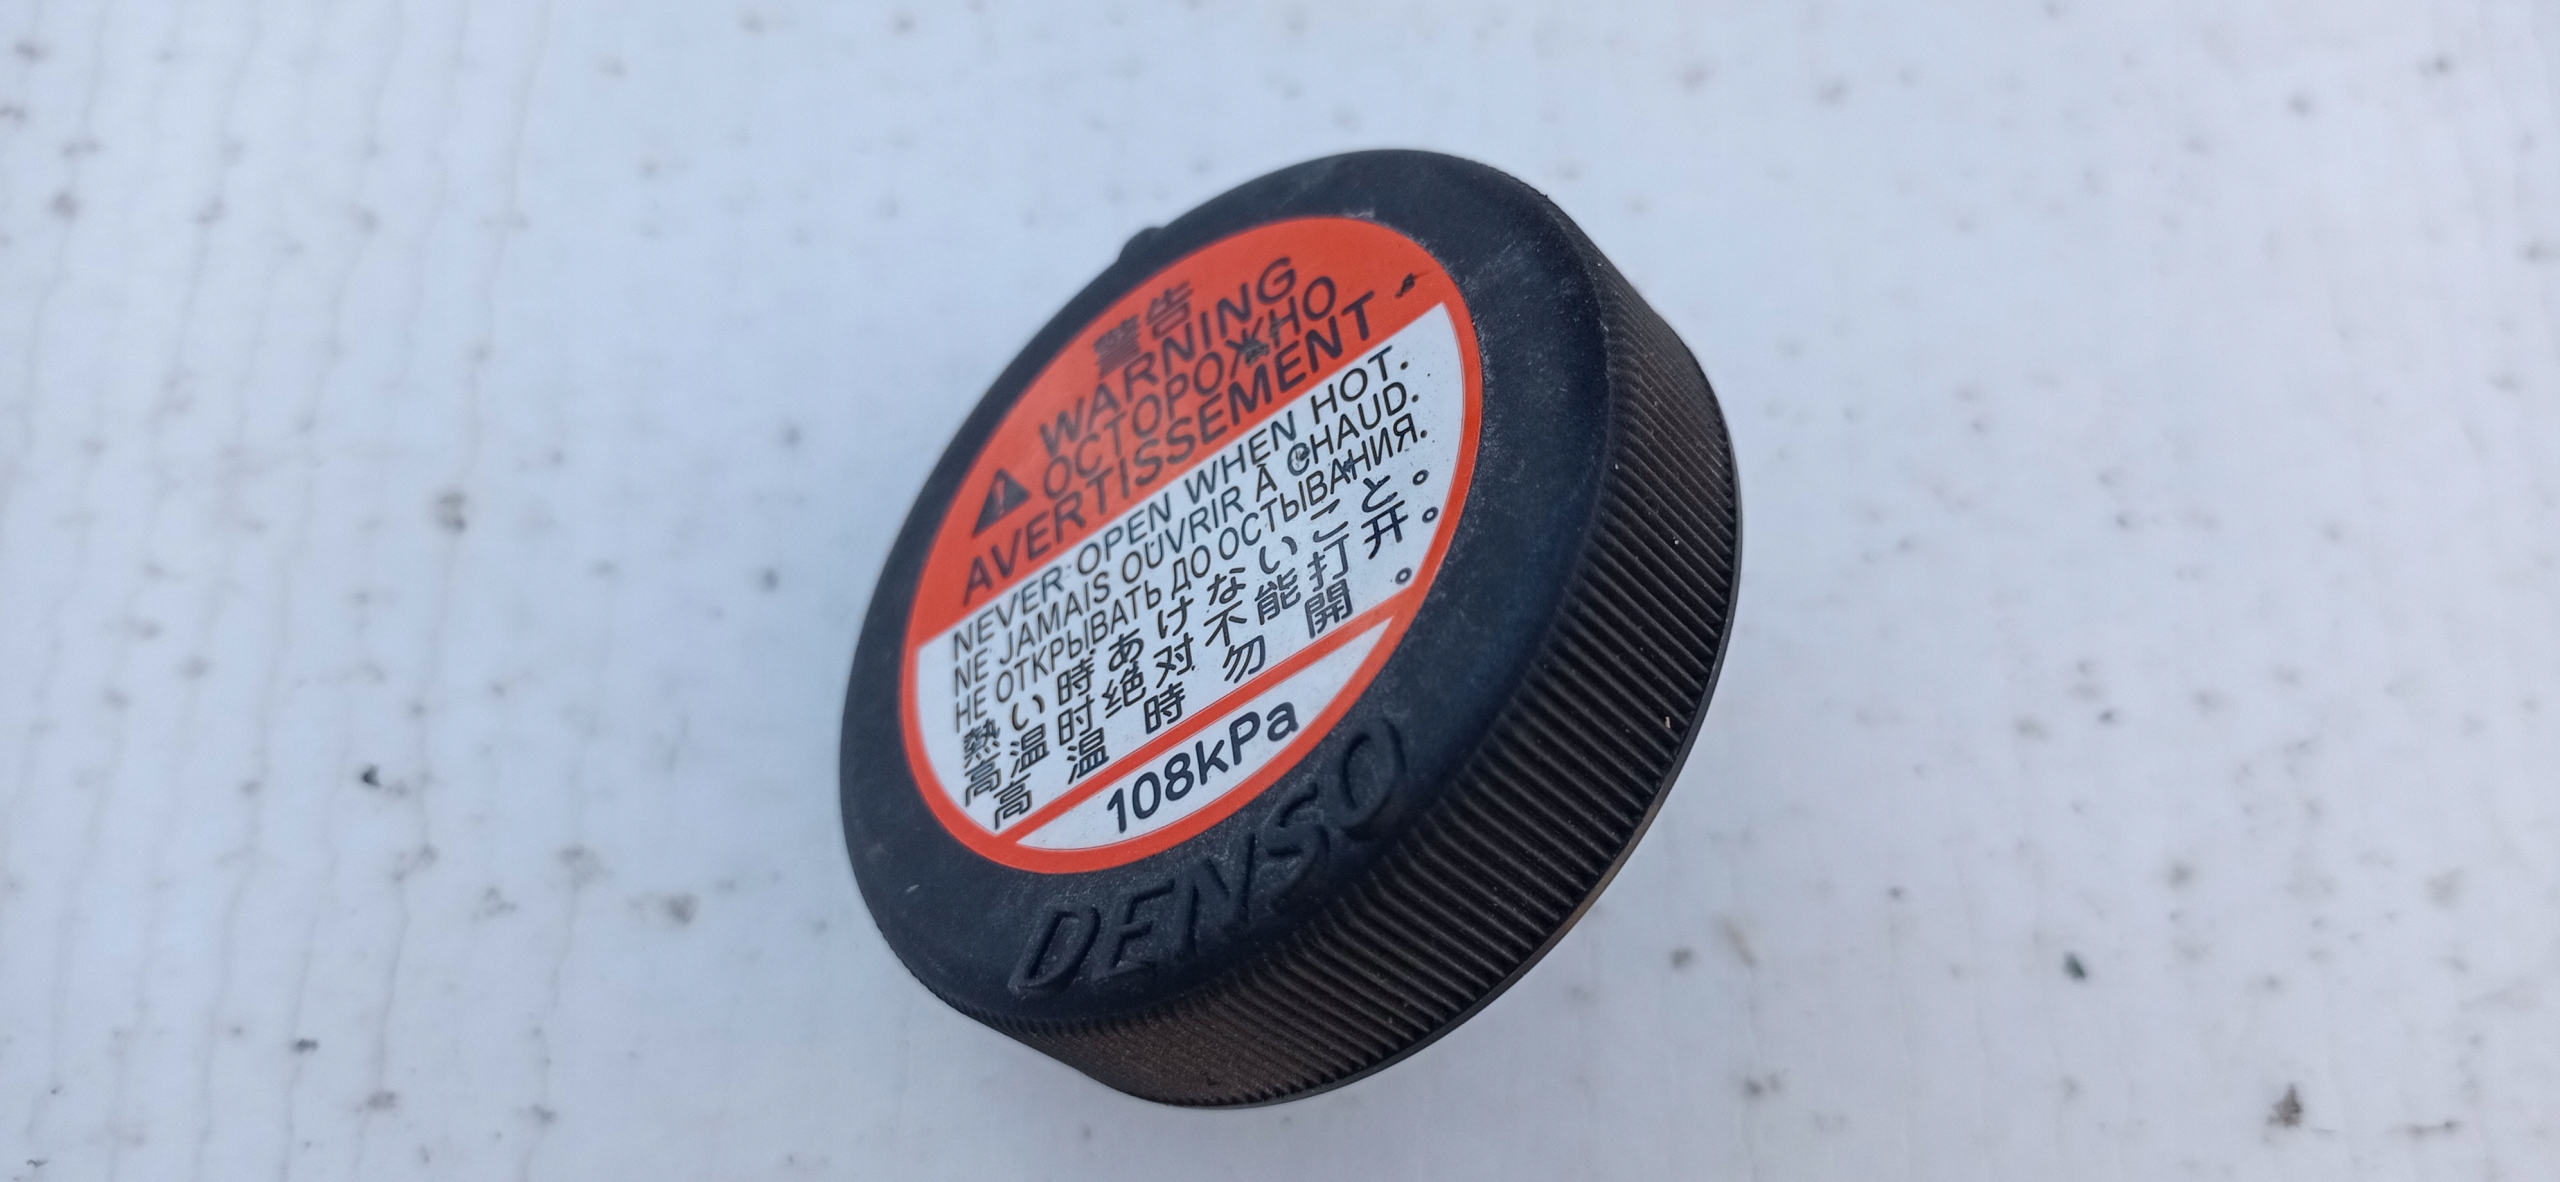 警告
WARNING
ОСТОРОЖНО
AVERTISSEMENT
NEVER OPEN WHEN HOT.
NE JAMAIS OUVRIR À CHAUD.
НЕ ОТКРЫВАТЬ ДО ОСТЫВАНИЯ.
熱い時あけないこと。
高温时绝对不能打开。
高温時勿開。
108kPa
DENSO